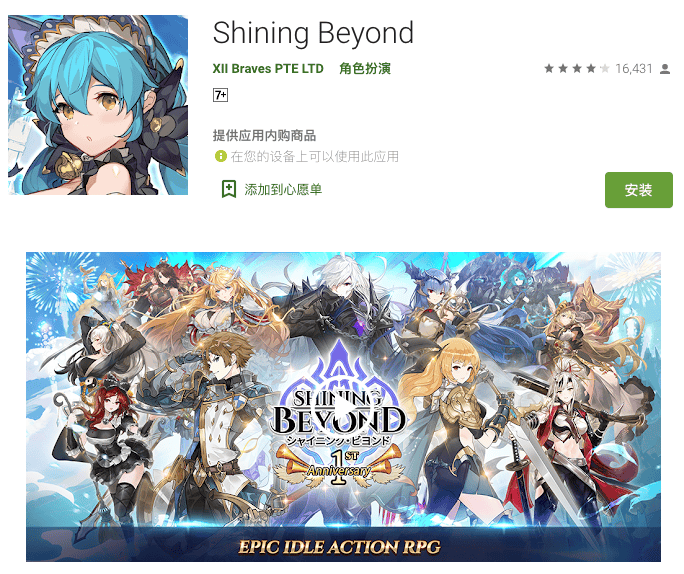 Shining Beyond
XII Braves PTE LTD 角色扮演 16,431
7+
提供应用内购商品
在您的设备上可以使用此应用
添加到心愿单 安装
SHINING
BEYOND
シャイニング・ビヨンド
1ST
Anniversary
EPIC IDLE ACTION RPG